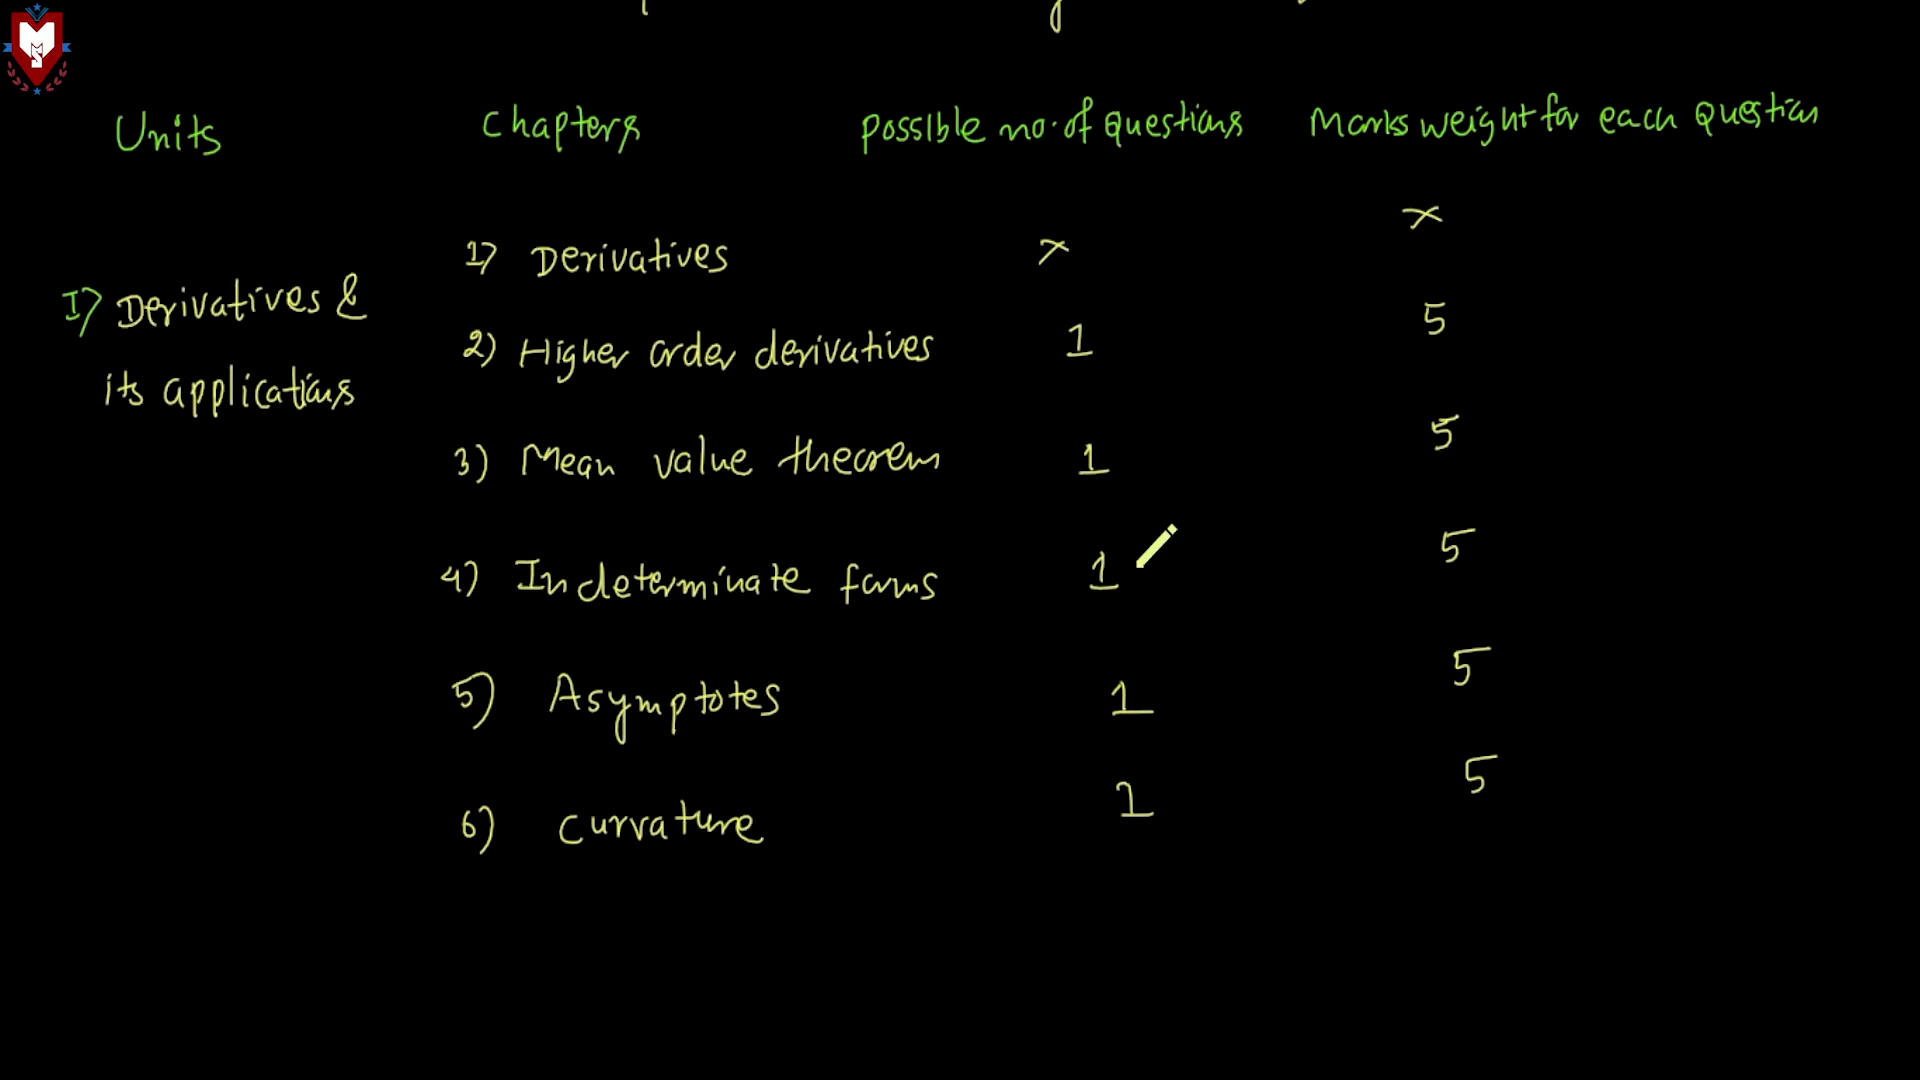 Units Chapters possible no. of questions Marks weight for each question
I) Derivatives & its applications
1) Derivatives x x
2) Higher order derivatives 1 5
3) Mean value theorem 1 5
4) Indeterminate forms 1 5
5) Asymptotes 1 5
6) Curvature 1 5